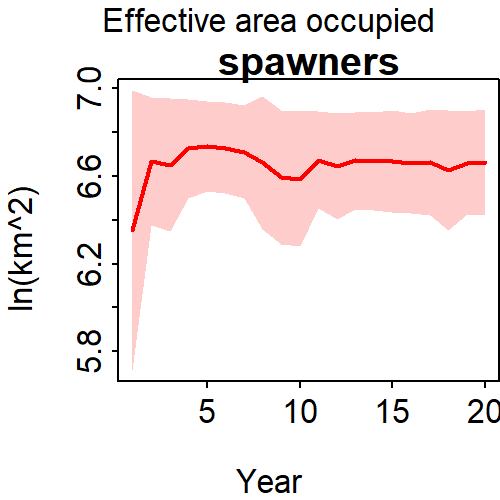 Effective area occupied
spawners
ln(km^2)
7.0
6.6
6.2
5.8
5 10 15 20
Year